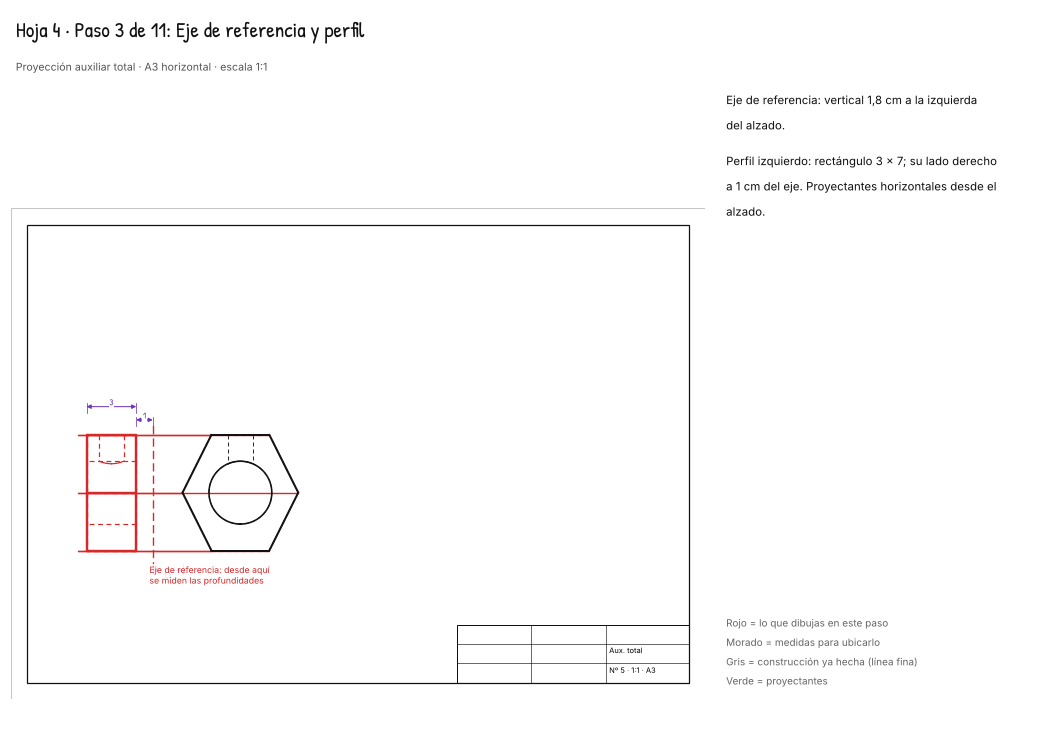 Hoja 4 · Paso 3 de 11: Eje de referencia y perfil
Proyección auxiliar total · A3 horizontal · escala 1:1
Eje de referencia: vertical 1,8 cm a la izquierda
del alzado.
Perfil izquierdo: rectángulo 3 × 7; su lado derecho
a 1 cm del eje. Proyectantes horizontales desde el
alzado.
3
1
Eje de referencia: desde aquí
se miden las profundidades
Aux. total
Nº 5 · 1:1 · A3
Rojo = lo que dibujas en este paso
Morado = medidas para ubicarlo
Gris = construcción ya hecha (línea fina)
Verde = proyectantes